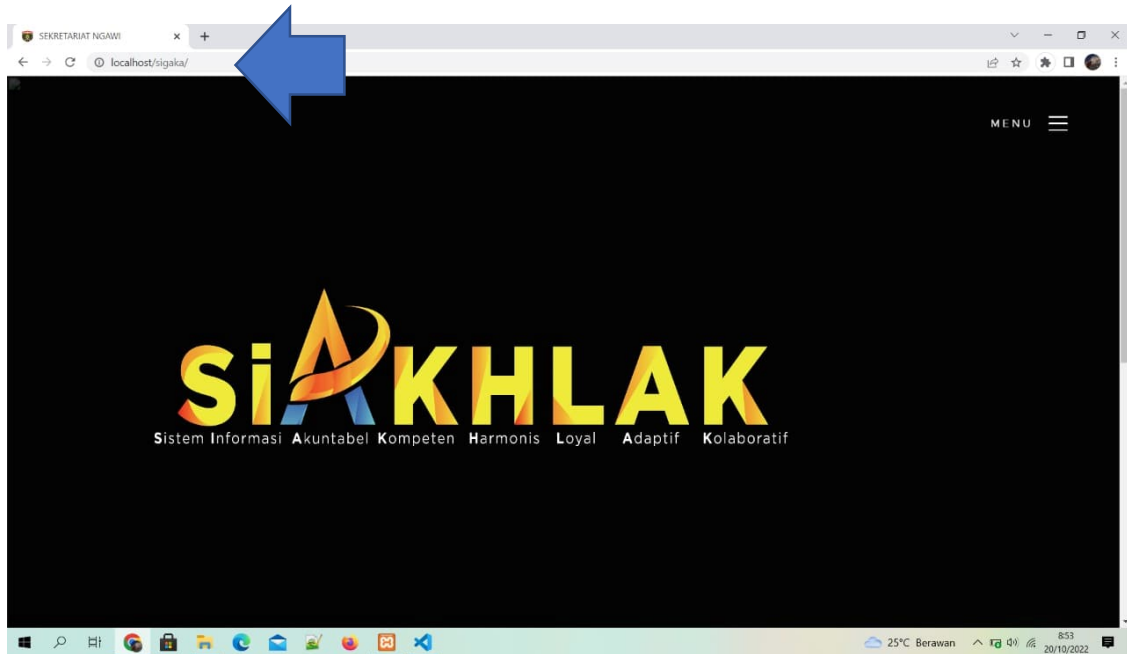 SEKRETARIAT NGAWI
localhost/sigaka/
MENU
SiAKHLAK
Sistem Informasi Akuntabel Kompeten Harmonis Loyal Adaptif Kolaboratif
25°C Berawan
8:53
20/10/2022